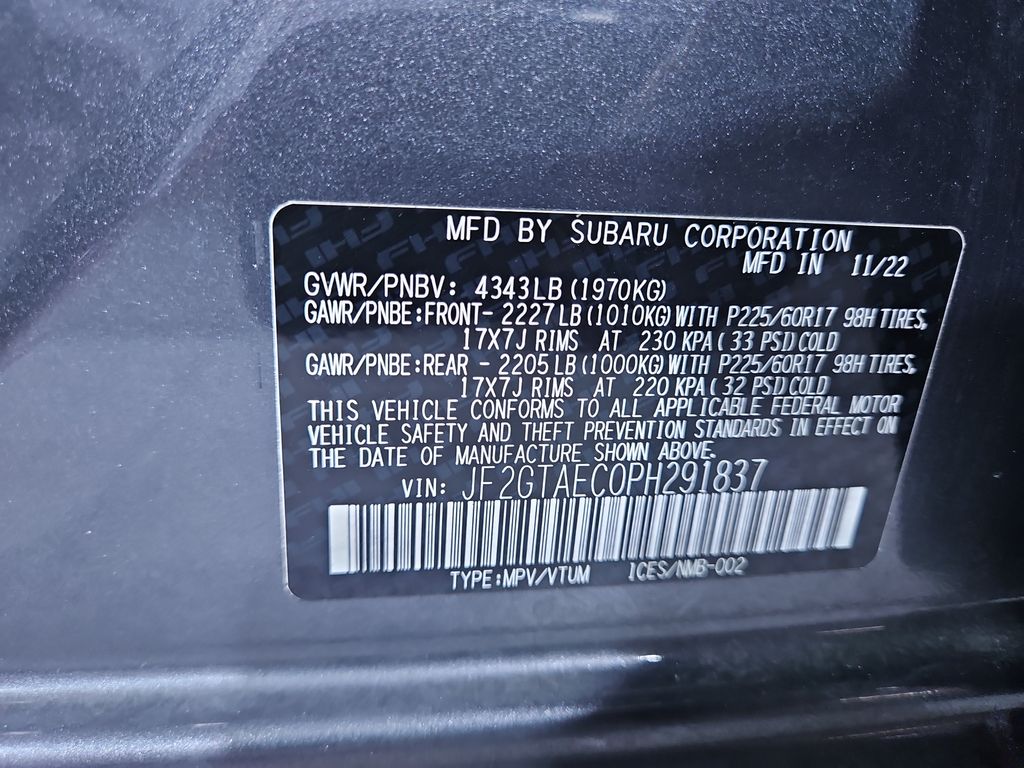 MFD BY SUBARU CORPORATION
MFD IN 11/22
GVWR/PNBV: 4343LB (1970KG)
GAWR/PNBE:FRONT- 2227LB (1010KG) WITH P225/60R17 98H TIRES,
17X7J RIMS AT 230 KPA ( 33 PSI) COLD
GAWR/PNBE:REAR - 2205LB (1000KG) WITH P225/60R17 98H TIRES,
17X7J RIMS AT 220 KPA ( 32 PSI) COLD
THIS VEHICLE CONFORMS TO ALL APPLICABLE FEDERAL MOTOR
VEHICLE SAFETY AND THEFT PREVENTION STANDARDS IN EFFECT ON
THE DATE OF MANUFACTURE SHOWN ABOVE.
VIN: JF2GTAEC0PH291837
TYPE:MPV/VTUM ICES/NMB-002